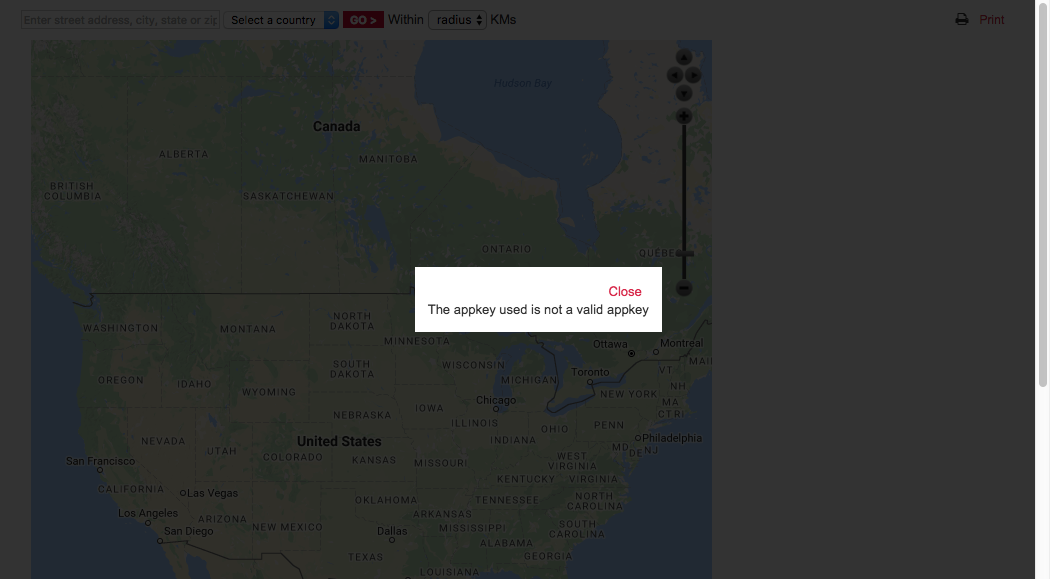 Enter street address, city, state or zip Select a country GO > Within radius KMs Print
Hudson Bay
Canada
ALBERTA
MANITOBA
BRITISH
COLUMBIA
SASKATCHEWAN
ONTARIO
QUEBEC
Close
The appkey used is not a valid appkey
NORTH
DAKOTA
WASHINGTON
MONTANA
MINNESOTA
Ottawa
Montreal
SOUTH
DAKOTA
WISCONSIN
MICHIGAN
Toronto
VT
MAI
OREGON
IDAHO
WYOMING
NH
NEW YORK
MA
CT RI
Chicago
NEBRASKA
IOWA
ILLINOIS
INDIANA
OHIO
PENN
NEVADA
UTAH
United States
COLORADO
KANSAS
MISSOURI
WEST
VIRGINIA
MD
DE NJ
Philadelphia
San Francisco
CALIFORNIA
Las Vegas
KENTUCKY
VIRGINIA
OKLAHOMA
TENNESSEE
NORTH
CAROLINA
Los Angeles
ARIZONA
NEW MEXICO
ARKANSAS
San Diego
Dallas
MISSISSIPPI
SOUTH
CAROLINA
ALABAMA
TEXAS
GEORGIA
LOUISIANA